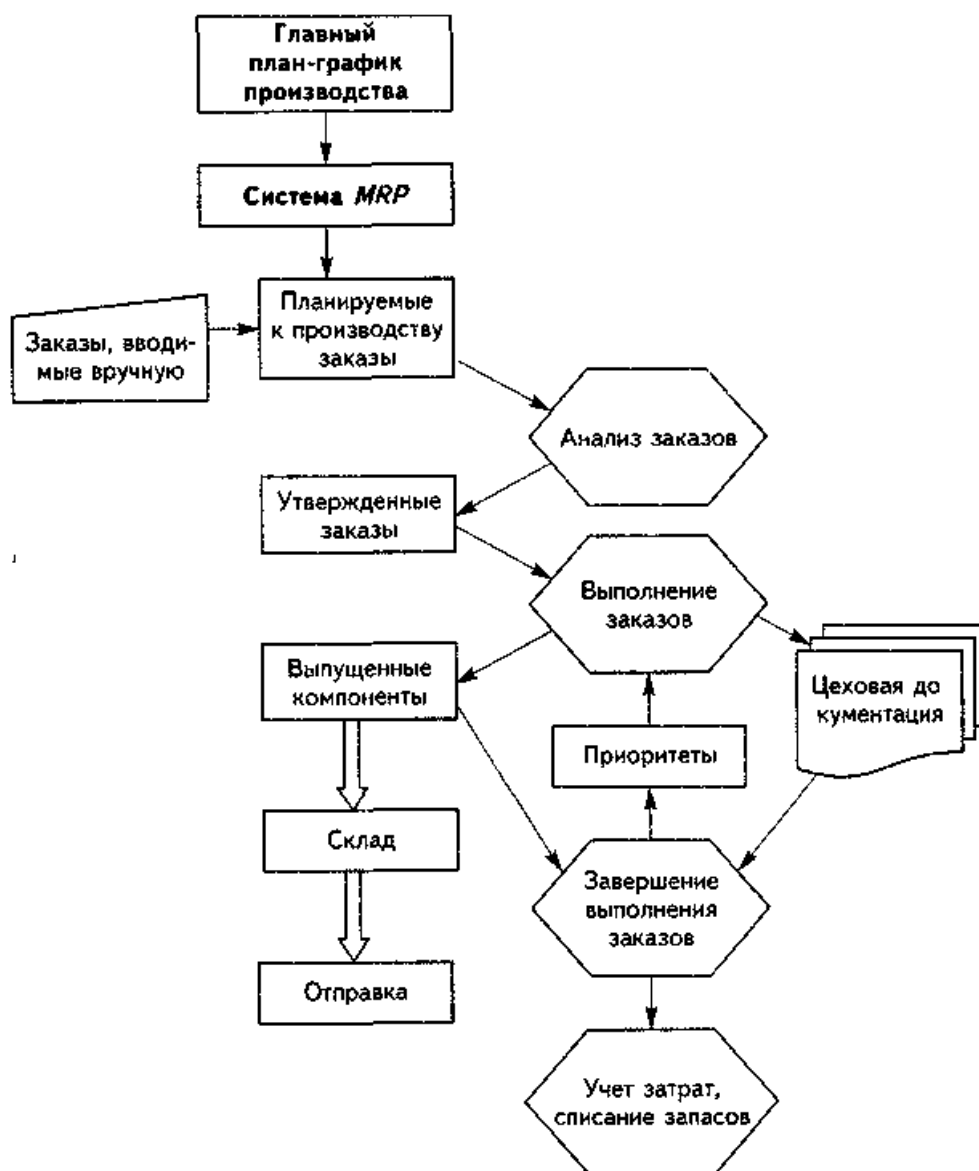 Главный
план-график
производства
Система MRP
Планируемые
к производству
заказы
Заказы, вводи-
мые вручную
Анализ заказов
Утвержденные
заказы
Выполнение
заказов
Выпущенные
компоненты
Цеховая до
кументация
Приоритеты
Склад
Завершение
выполнения
заказов
Отправка
Учет затрат,
списание запасов